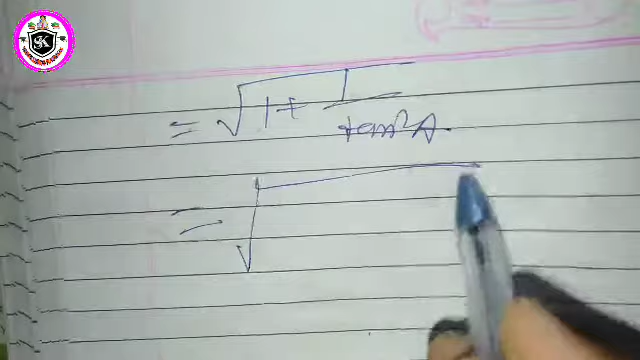 = √1 + 1/tan²A
= √